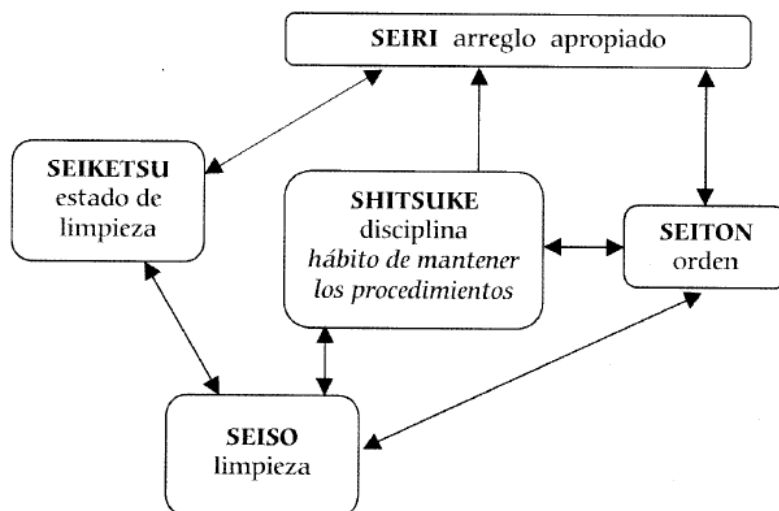 SEIRI arreglo apropiado
SEIKETSU
estado de
limpieza
SHITSUKE
disciplina
hábito de mantener
los procedimientos
SEITON
orden
SEISO
limpieza